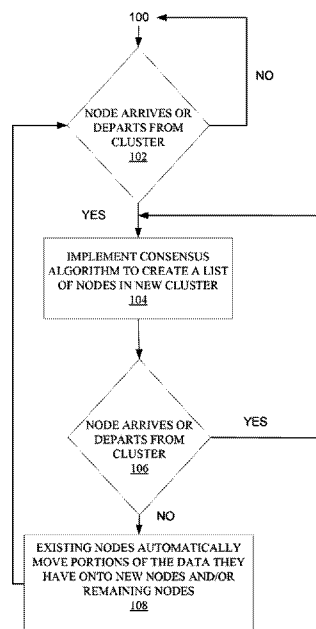 100
NO
NODE ARRIVES OR
DEPARTS FROM
CLUSTER
102
YES
IMPLEMENT CONSENSUS
ALGORITHM TO CREATE A LIST
OF NODES IN NEW CLUSTER
104
NODE ARRIVES OR
DEPARTS FROM
CLUSTER
106
YES
NO
EXISTING NODES AUTOMATICALLY
MOVE PORTIONS OF THE DATA THEY
HAVE ONTO NEW NODES AND/OR
REMAINING NODES
108